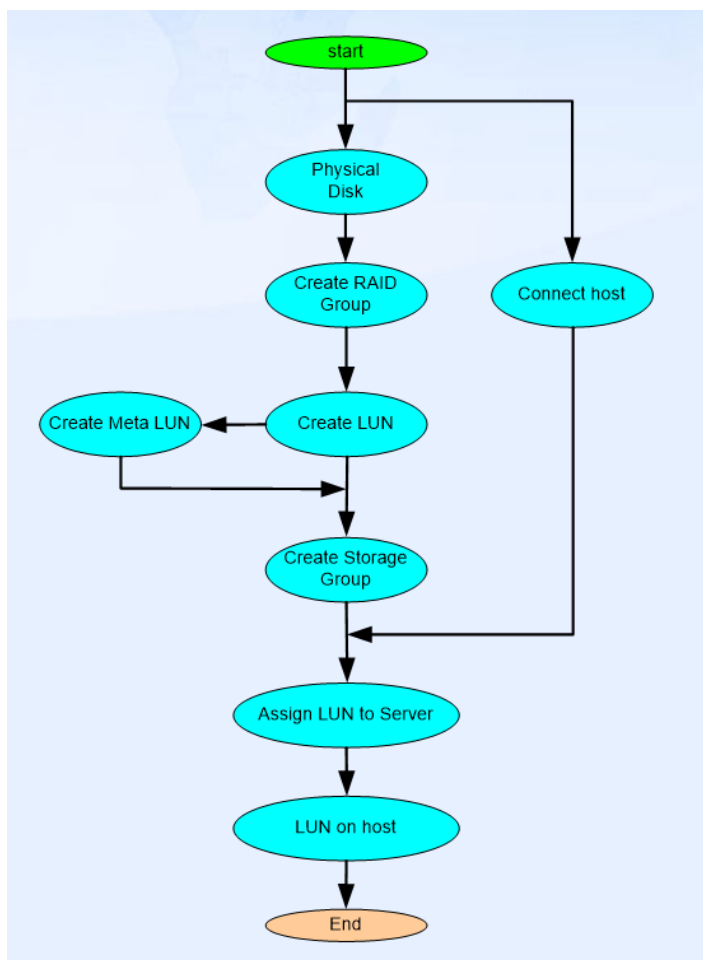 start
Physical
Disk
Create RAID
Group
Connect host
Create Meta LUN
Create LUN
Create Storage
Group
Assign LUN to Server
LUN on host
End